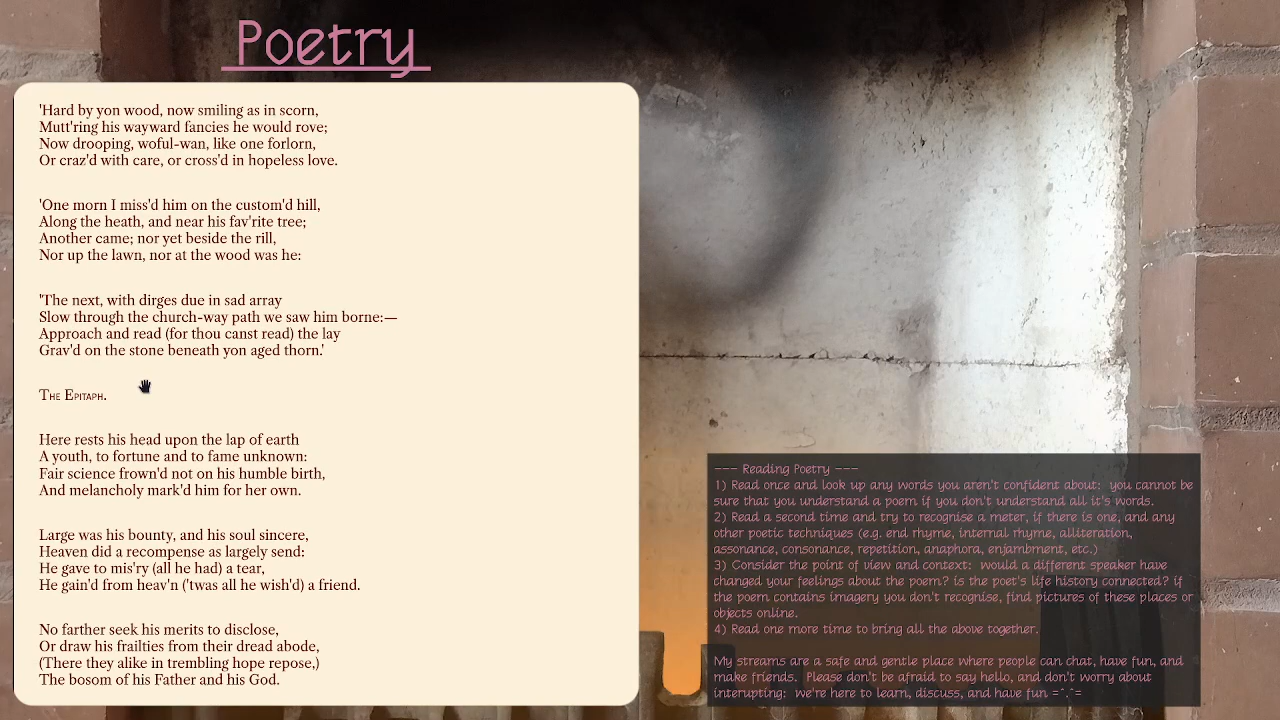 Poetry
'Hard by yon wood, now smiling as in scorn,
Mutt'ring his wayward fancies he would rove;
Now drooping, woful-wan, like one forlorn,
Or craz'd with care, or cross'd in hopeless love.
'One morn I miss'd him on the custom'd hill,
Along the heath, and near his fav'rite tree;
Another came; nor yet beside the rill,
Nor up the lawn, nor at the wood was he:
'The next, with dirges due in sad array
Slow through the church-way path we saw him borne:—
Approach and read (for thou canst read) the lay
Grav'd on the stone beneath yon aged thorn.'
The Epitaph.
Here rests his head upon the lap of earth
A youth, to fortune and to fame unknown:
Fair science frown'd not on his humble birth,
And melancholy mark'd him for her own.
Large was his bounty, and his soul sincere,
Heaven did a recompense as largely send:
He gave to mis'ry (all he had) a tear,
He gain'd from heav'n ('twas all he wish'd) a friend.
No farther seek his merits to disclose,
Or draw his frailties from their dread abode,
(There they alike in trembling hope repose,)
The bosom of his Father and his God.
--- Reading Poetry ---
1) Read once and look up any words you aren't confident about:  you cannot be
sure that you understand a poem if you don't understand all it's words.
2) Read a second time and try to recognise a meter, if there is one, and any
other poetic techniques (e.g. end rhyme, internal rhyme, alliteration,
assonance, consonance, repetition, anaphora, enjambment, etc.)
3) Consider the point of view and context:  would a different speaker have
changed your feelings about the poem? is the poet's life history connected? if
the poem contains imagery you don't recognise, find pictures of these places or
objects online.
4) Read one more time to bring all the above together.
My streams are a safe and gentle place where people can chat, have fun, and
make friends.  Please don't be afraid to say hello, and don't worry about
interupting:  we're here to learn, discuss, and have fun =^.^=